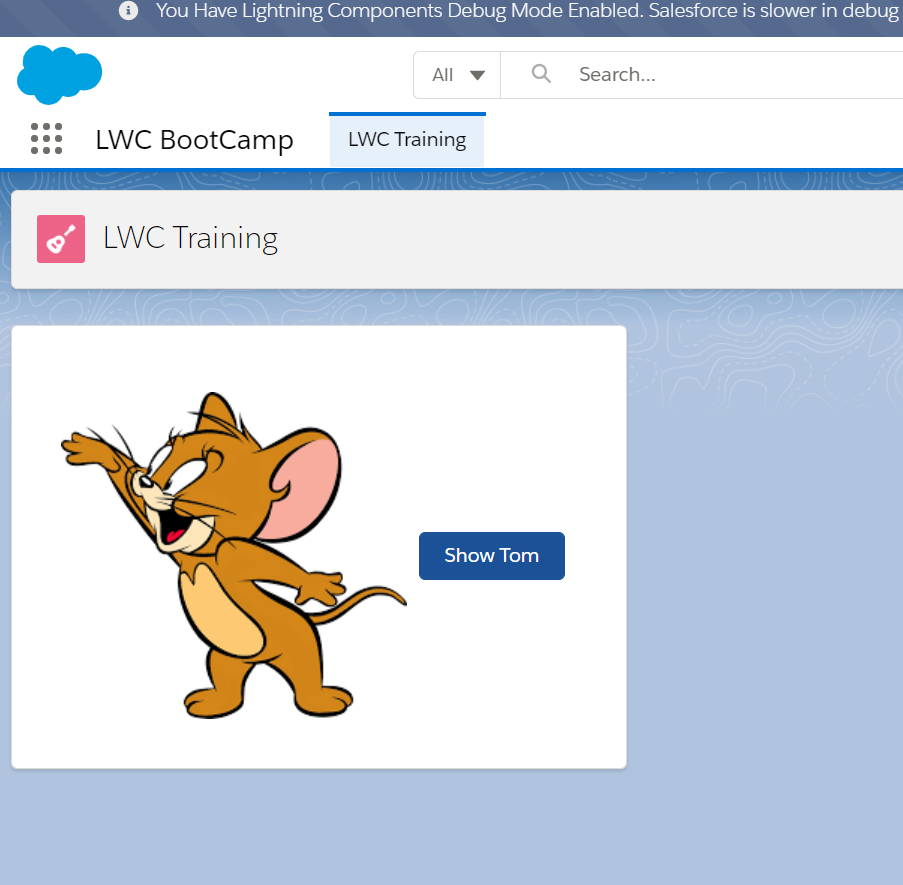 You Have Lightning Components Debug Mode Enabled. Salesforce is slower in debug
All
Search...
LWC BootCamp
LWC Training
LWC Training
Show Tom